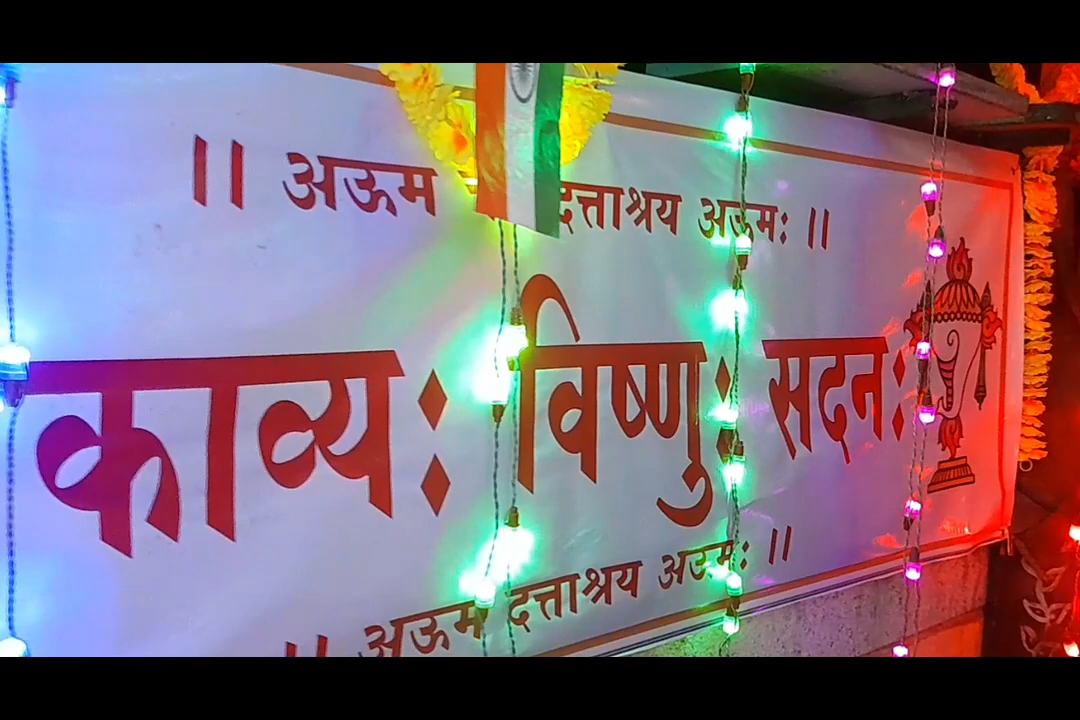 ।। अऊम दत्ताश्रय अऊमः ।।
काव्यः विष्णुः सदनः
।। अऊम दत्ताश्रय अऊमः ।।